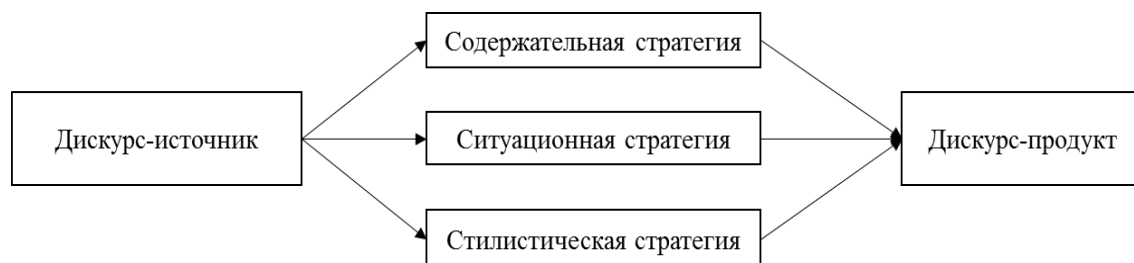 Содержательная стратегия
Дискурс-источник
Ситуационная стратегия
Дискурс-продукт
Стилистическая стратегия